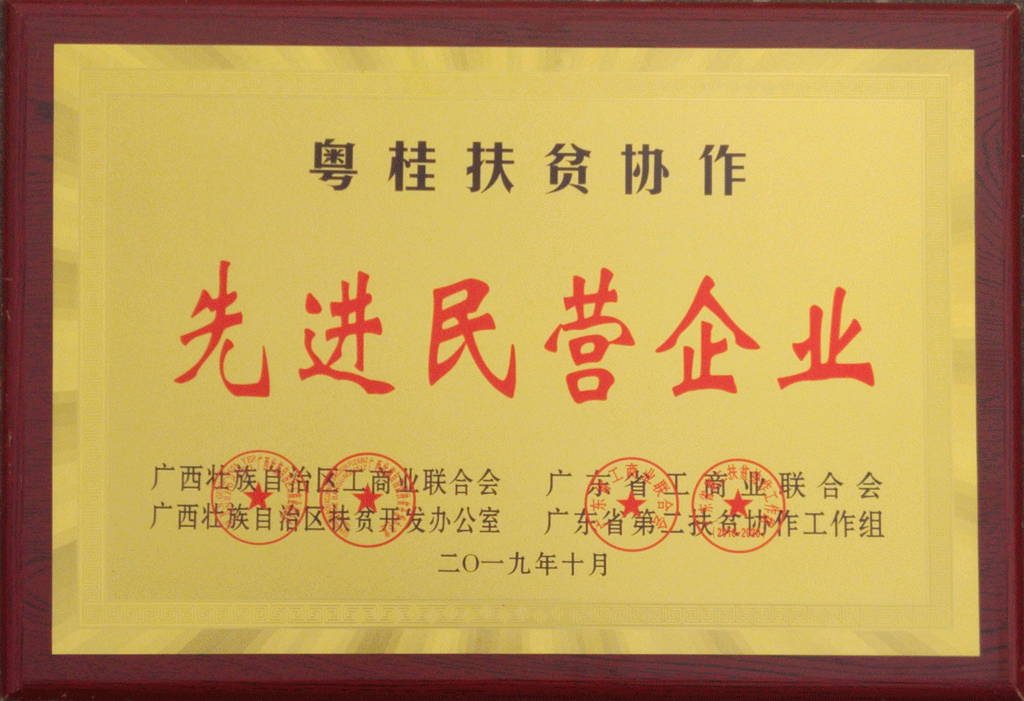 粤桂扶贫协作
先进民营企业
广西壮族自治区工商业联合会
广西壮族自治区扶贫开发办公室
广东省工商业联合会
广东省第二扶贫协作工作组
二〇一九年十月